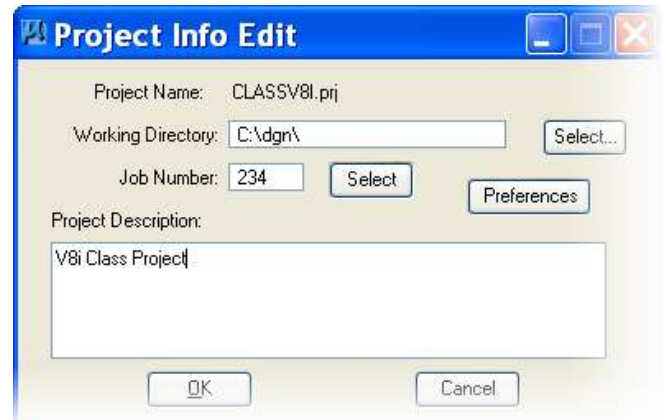 Project Info Edit
Project Name: CLASSV8I.prj
Working Directory: C:\dgn\ Select...
Job Number: 234 Select
Preferences
Project Description:
V8i Class Project
OK Cancel